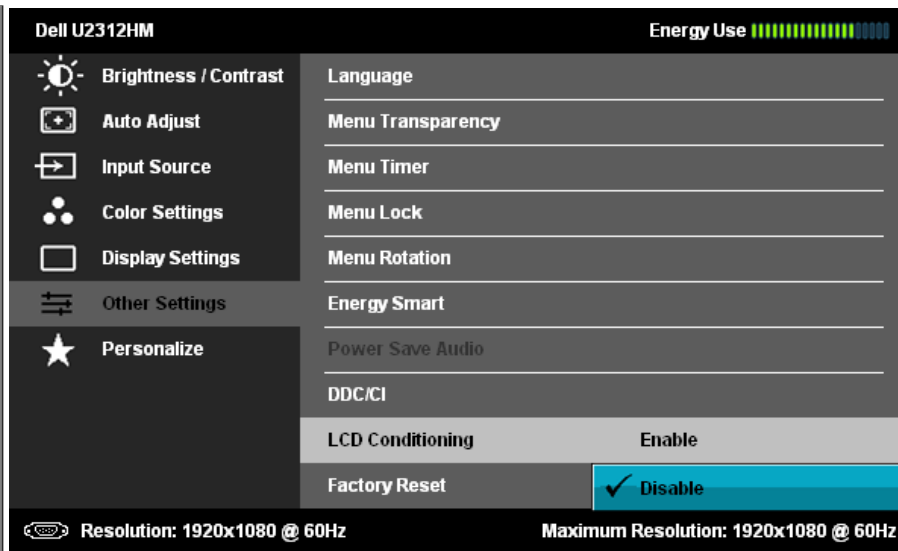 Dell U2312HM Energy Use
Brightness / Contrast Language
Auto Adjust Menu Transparency
Input Source Menu Timer
Color Settings Menu Lock
Display Settings Menu Rotation
Other Settings Energy Smart
Personalize Power Save Audio
DDC/CI
LCD Conditioning Enable
Factory Reset ✓ Disable
Resolution: 1920x1080 @ 60Hz Maximum Resolution: 1920x1080 @ 60Hz